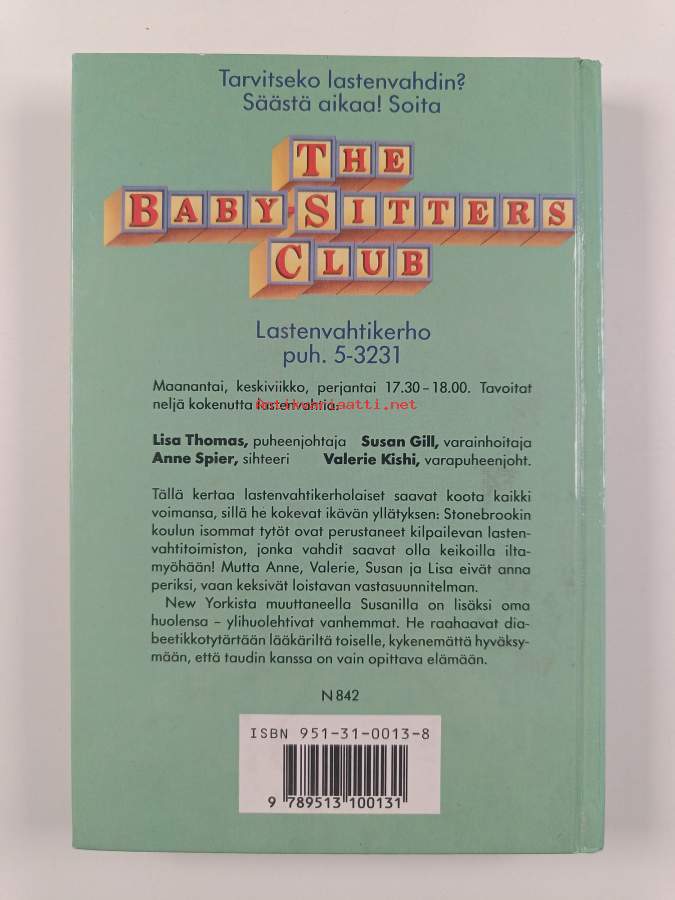 Tarvitseko lastenvahdin?
Säästä aikaa! Soita
THE
BABY-SITTERS
CLUB
Lastenvahtikerho
puh. 5-3231
Maanantai, keskiviikko, perjantai 17.30–18.00. Tavoitat
neljä kokenutta lastenvahtia:
antikvariaatti.net
Lisa Thomas, puheenjohtaja Susan Gill, varainhoitaja
Anne Spier, sihteeri Valerie Kishi, varapuheenjoht.
Tällä kertaa lastenvahtikerholaiset saavat koota kaikki
voimansa, sillä he kokevat ikävän yllätyksen: Stonebrookin
koulun isommat tytöt ovat perustaneet kilpailevan lasten-
vahtitoimiston, jonka vahdit saavat olla keikoilla ilta-
myöhään! Mutta Anne, Valerie, Susan ja Lisa eivät anna
periksi, vaan keksivät loistavan vastasuunnitelman.
New Yorkista muuttaneella Susanilla on lisäksi oma
huolensa – ylihuolehtivat vanhemmat. He raahaavat dia-
beetikkotytärtään lääkäriltä toiselle, kykenemättä hyväksy-
mään, että taudin kanssa on vain opittava elämään.
N 842
ISBN 951-31-0013-8
9 789513 100131